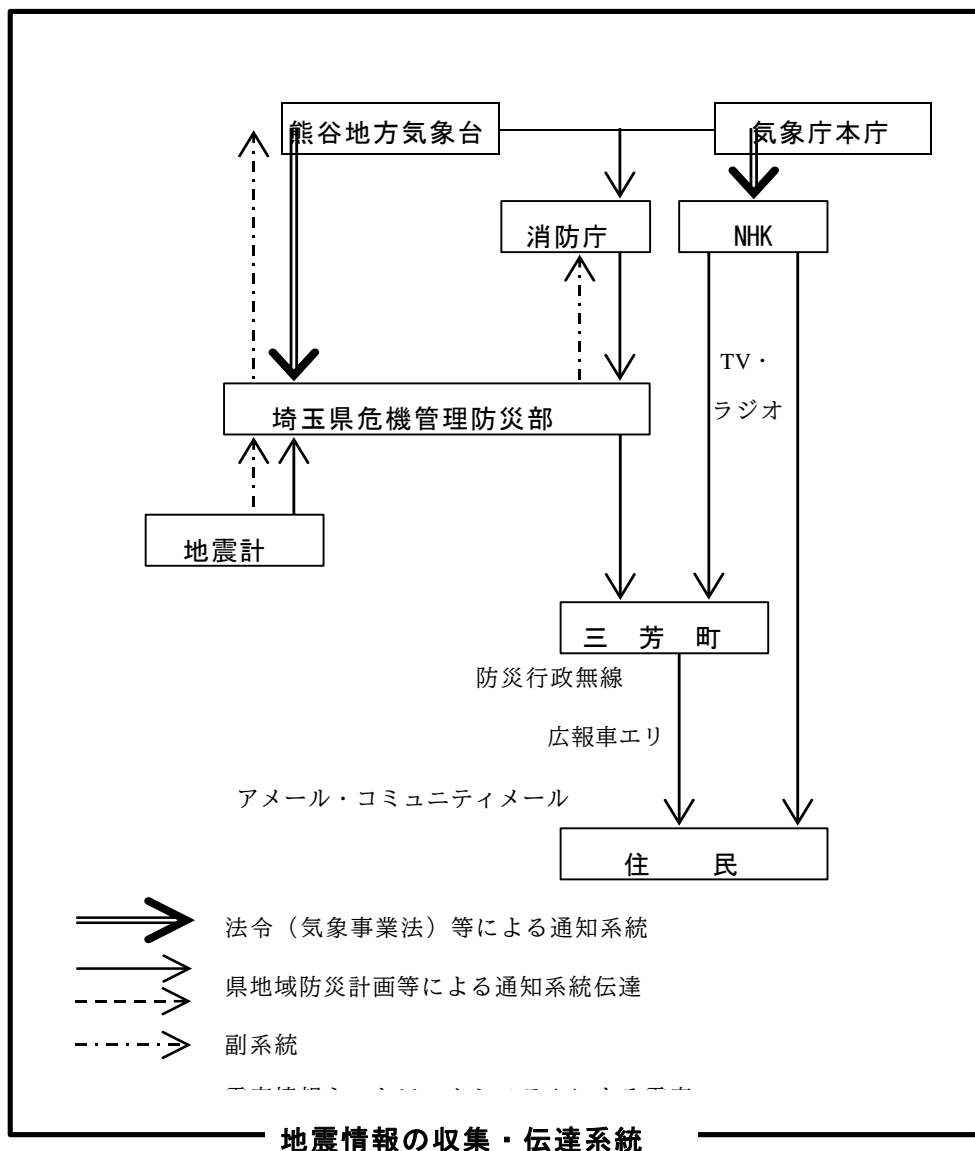 熊谷地方気象台
気象庁本庁
消防庁
NHK
TV・
ラジオ
埼玉県危機管理防災部
地震計
三 芳 町
防災行政無線
広報車エリ
アメール・コミュニティメール
住 民
法令（気象事業法）等による通知系統
県地域防災計画等による通知系統伝達
副系統
地震情報の収集・伝達系統